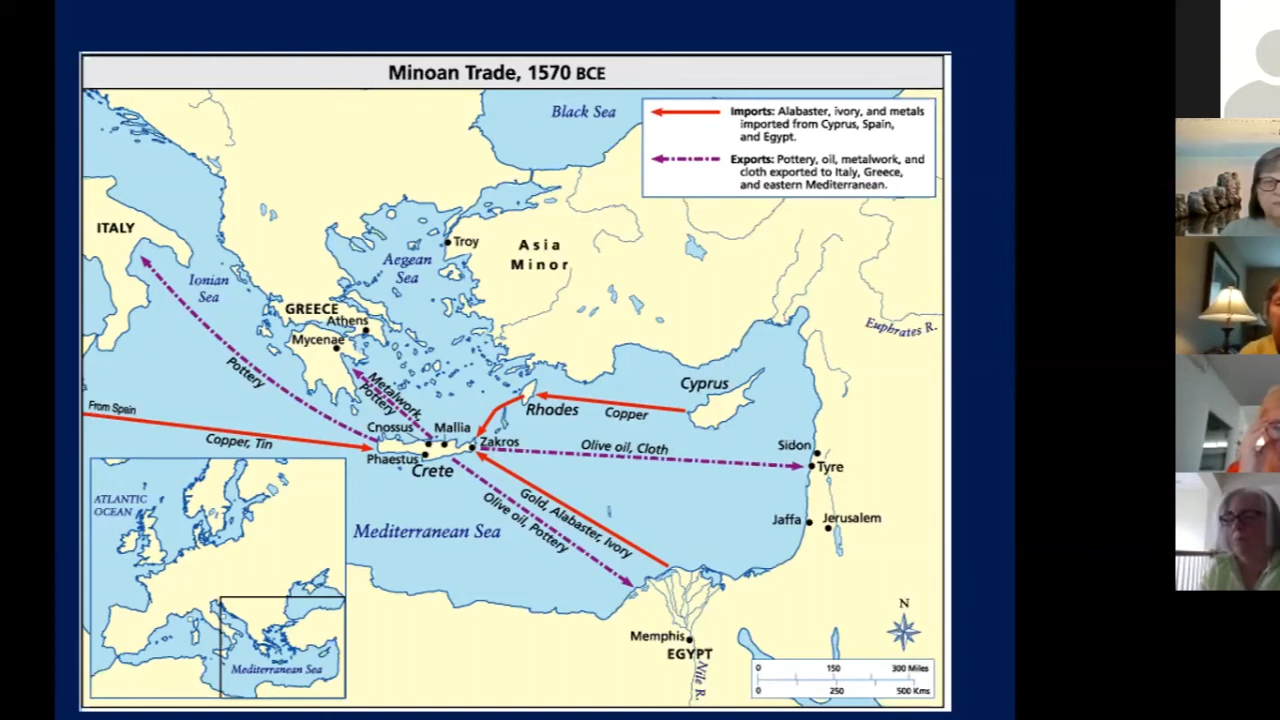 Minoan Trade, 1570 BCE
Black Sea
Imports: Alabaster, ivory, and metals
imported from Cyprus, Spain,
and Egypt.
Exports: Pottery, oil, metalwork, and
cloth exported to Italy, Greece,
and eastern Mediterranean.
ITALY
Troy
Asia
Minor
Aegean
Sea
Ionian
Sea
GREECE
Athens
Mycenae
Euphrates R.
Pottery
Metalwork,
Pottery
Cyprus
Rhodes
Copper
From Spain
Copper, Tin
Cnossus
Mallia
Zakros
Phaestus
Crete
Olive oil, Cloth
Sidon
Tyre
Gold, Alabaster, Ivory
Olive oil, Pottery
Jaffa
Jerusalem
Mediterranean Sea
ATLANTIC
OCEAN
Mediterranean Sea
Memphis
EGYPT
Nile R.
N
0 150 300 Miles
0 250 500 Kms